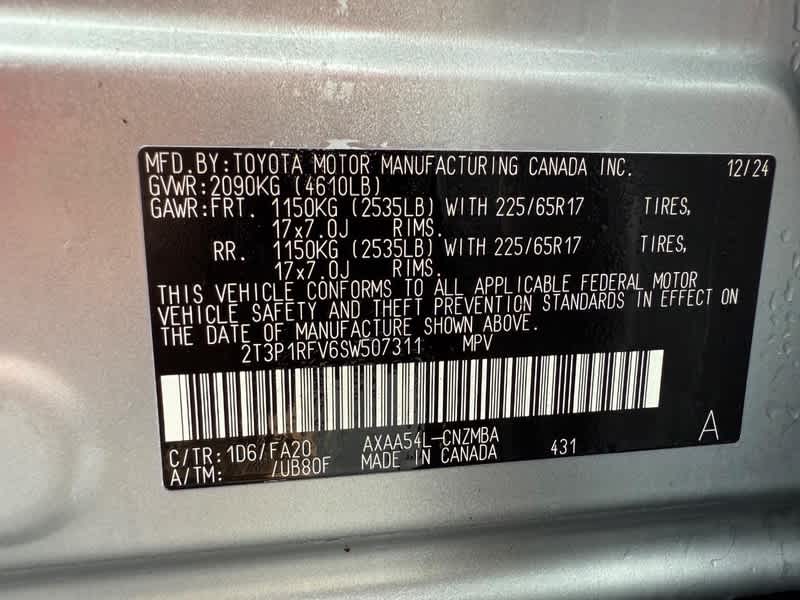 MFD.BY:TOYOTA MOTOR MANUFACTURING CANADA INC. 12/24
GVWR:2090KG (4610LB)
GAWR:FRT. 1150KG (2535LB) WITH 225/65R17 TIRES,
17x7.0J RIMS.
RR. 1150KG (2535LB) WITH 225/65R17 TIRES,
17x7.0J RIMS.
THIS VEHICLE CONFORMS TO ALL APPLICABLE FEDERAL MOTOR
VEHICLE SAFETY AND THEFT PREVENTION STANDARDS IN EFFECT ON
THE DATE OF MANUFACTURE SHOWN ABOVE.
2T3P1RFV6SW507311 MPV
C/TR: 1D6/FA20 AXAA54L-CNZMBA
A/TM: /UB80F MADE IN CANADA 431 A